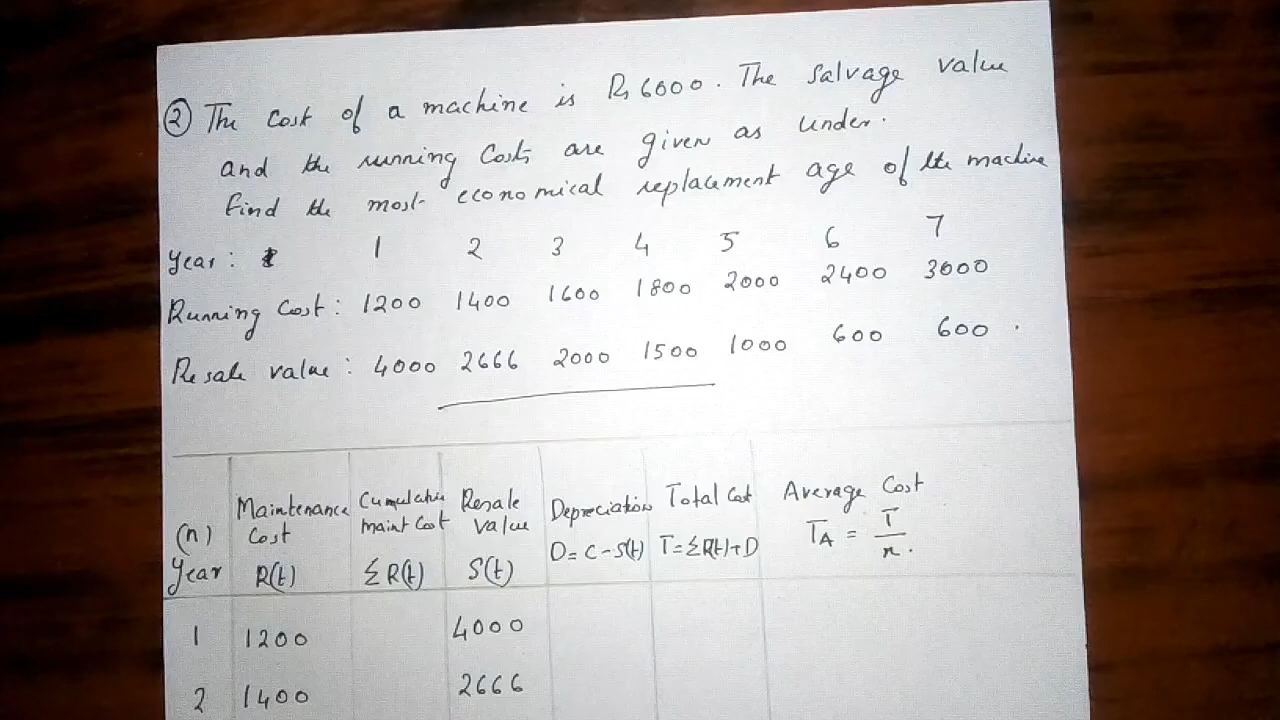 ② The cost of a machine is Rs 6000. The salvage value
and the running costs are given as under.
Find the most economical replacement age of the machine
Year: 1 2 3 4 5 6 7
Running Cost: 1200 1400 1600 1800 2000 2400 3000
Resale value: 4000 2666 2000 1500 1000 600 600.
(n) Year
Maintenance Cost R(t)
Cumulative maint Cost ΣR(t)
Resale value S(t)
Depreciation D = C - S(t)
Total Cost T = ΣR(t)+D
Average Cost TA = T/n.
1 1200 4000
2 1400 2666